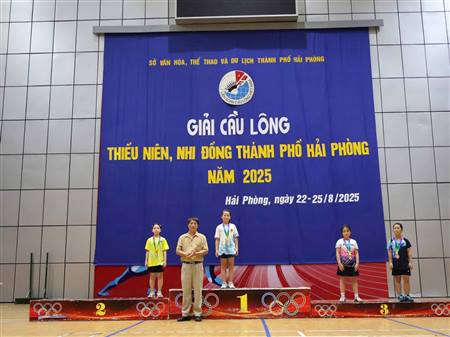 SỞ VĂN HÓA, THỂ THAO VÀ DU LỊCH THÀNH PHỐ HẢI PHÒNG
GIẢI CẦU LÔNG
THIẾU NIÊN, NHI ĐỒNG THÀNH PHỐ HẢI PHÒNG
NĂM 2025
Hải Phòng, ngày 22-25/8/2025
2 1 3